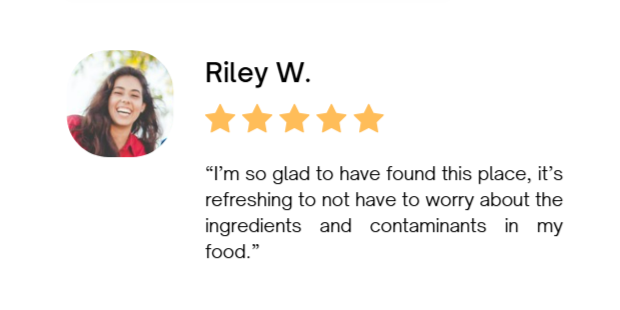 Riley W.
“I’m so glad to have found this place, it’s
refreshing to not have to worry about the
ingredients and contaminants in my
food.”